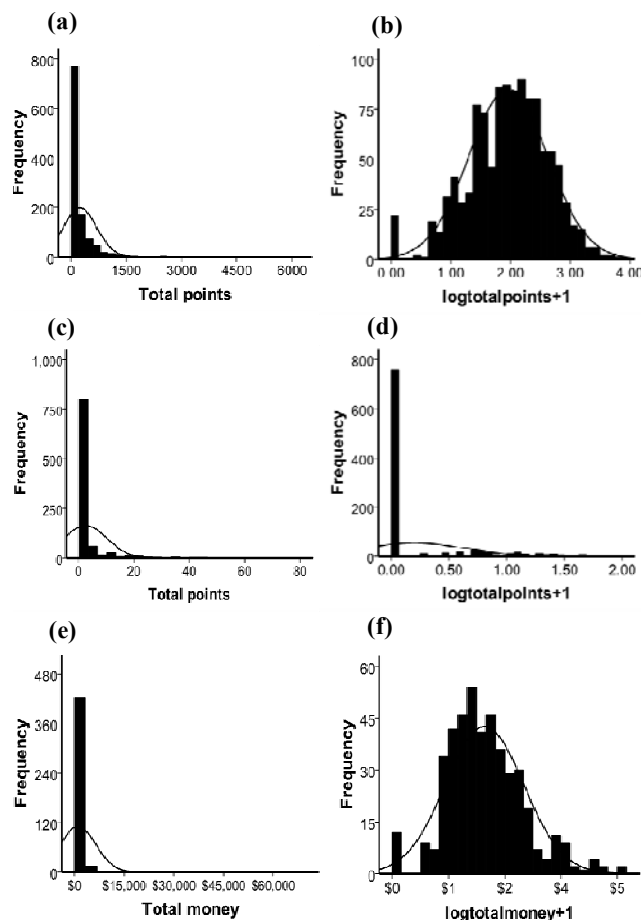 (a)
800
600
400
200
0
Frequency
0 1500 3000 4500 6000
Total points
(b)
100
75
50
25
0
Frequency
0.00 1.00 2.00 3.00 4.00
logtotalpoints+1
(c)
1,000
750
500
250
0
Frequency
0 20 40 60 80
Total points
(d)
800
600
400
200
0
Frequency
0.00 0.50 1.00 1.50 2.00
logtotalpoints+1
(e)
480
360
240
120
0
Frequency
$0 $15,000 $30,000 $45,000 $60,000
Total money
(f)
60
45
30
15
0
Frequency
$0 $1 $2 $4 $5
logtotalmoney+1